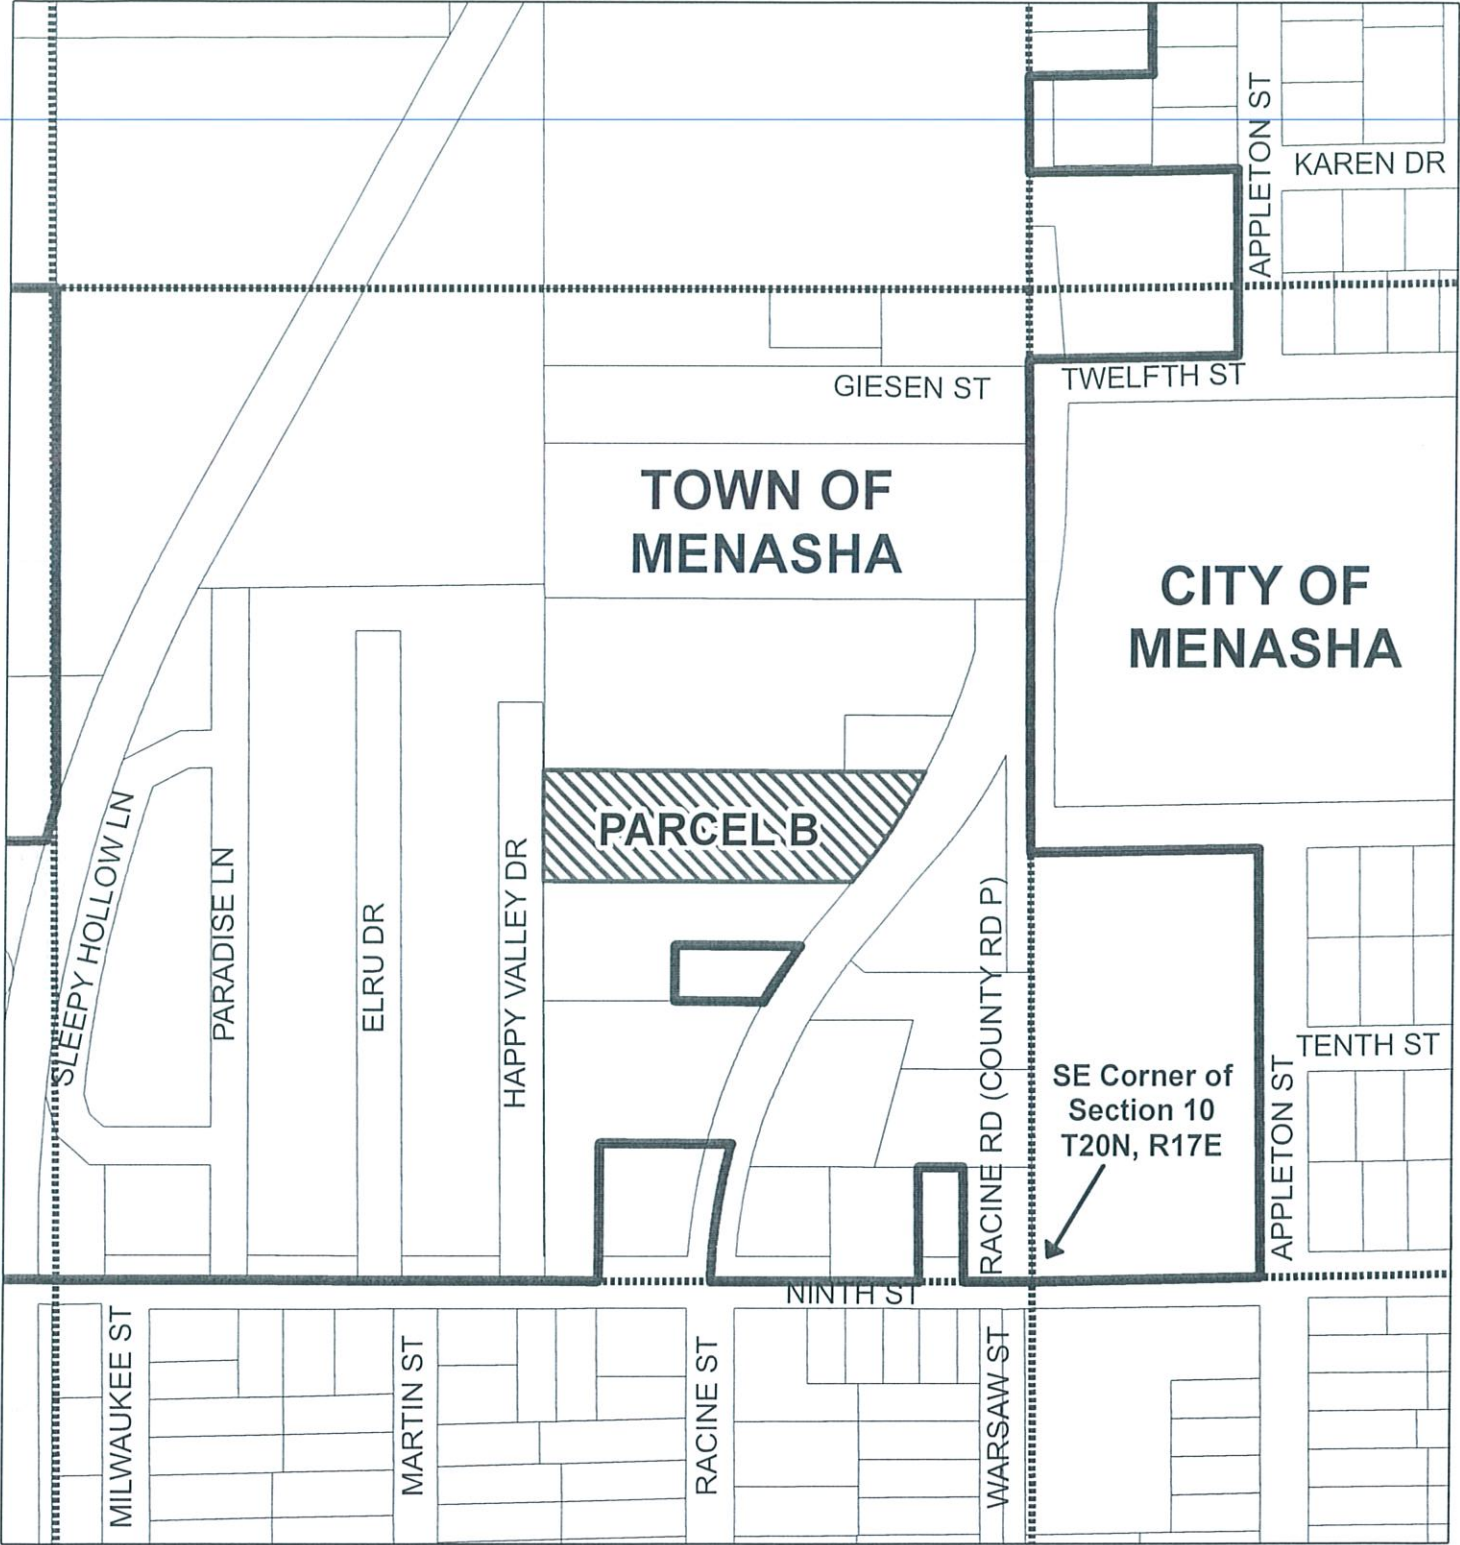 APPLETON ST
KAREN DR
GIESEN ST
TWELFTH ST
TOWN OF
MENASHA
CITY OF
MENASHA
PARCEL B
SLEEPY HOLLOW LN
PARADISE LN
ELRU DR
HAPPY VALLEY DR
RACINE RD (COUNTY RD P)
SE Corner of
Section 10
T20N, R17E
TENTH ST
APPLETON ST
NINTH ST
MILWAUKEE ST
MARTIN ST
RACINE ST
WARSAW ST